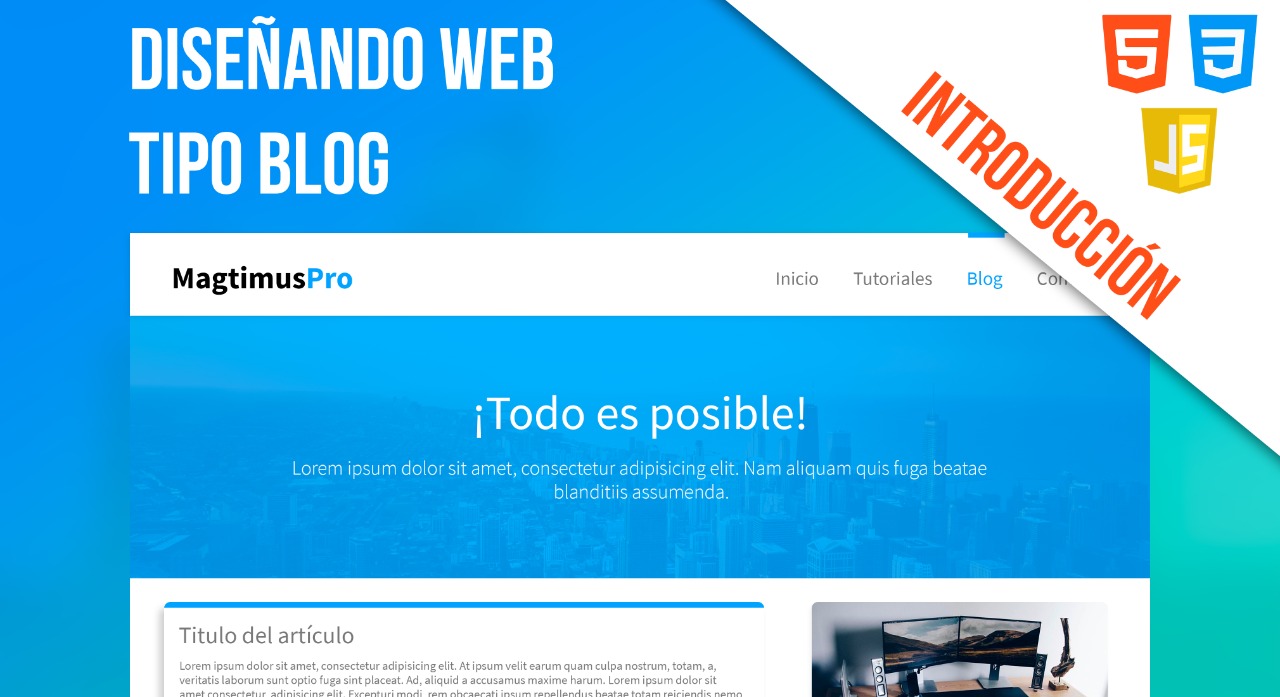 DISEÑANDO WEB
TIPO BLOG
INTRODUCCIÓN
5 3
JS
MagtimusPro
Inicio Tutoriales Blog
¡Todo es posible!
Lorem ipsum dolor sit amet, consectetur adipisicing elit. Nam aliquam quis fuga beatae
blanditiis assumenda.
Titulo del artículo
Lorem ipsum dolor sit amet, consectetur adipisicing elit. At ipsum velit earum quam culpa nostrum, totam, a,
veritatis laborum sunt optio fuga sint placeat. Ad, aliquid a accusamus maxime harum. Lorem ipsum dolor sit
amet consectetur, adipisicing elit. Excepturi modi, rem obcaecati ipsum repellendus beatae totam reiciendis nemo